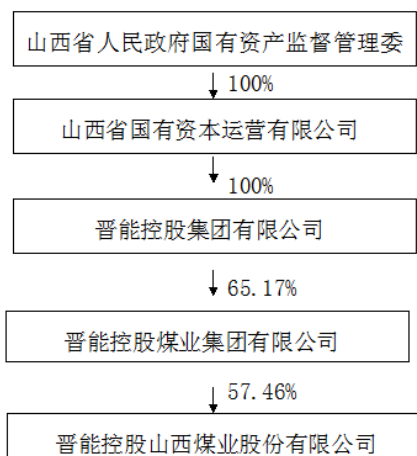 山西省人民政府国有资产监督管理委
100%
山西省国有资本运营有限公司
100%
晋能控股集团有限公司
65.17%
晋能控股煤业集团有限公司
57.46%
晋能控股山西煤业股份有限公司